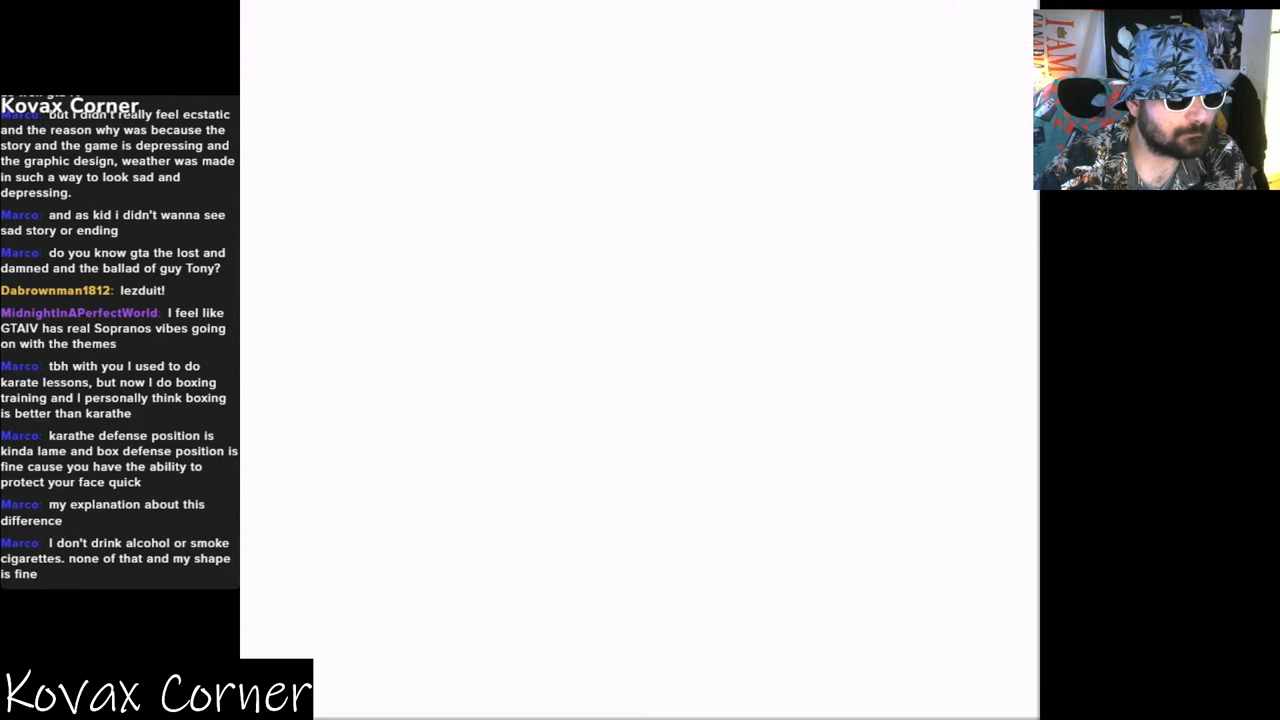 Kovax Corner
Marco: but I didn't really feel ecstatic
and the reason why was because the
story and the game is depressing and
the graphic design, weather was made
in such a way to look sad and
depressing.
Marco: and as kid i didn't wanna see
sad story or ending
Marco: do you know gta the lost and
damned and the ballad of guy Tony?
Dabrownman1812: lezduit!
MidnightInAPerfectWorld: I feel like
GTAIV has real Sopranos vibes going
on with the themes
Marco: tbh with you I used to do
karate lessons, but now I do boxing
training and I personally think boxing
is better than karathe
Marco: karathe defense position is
kinda lame and box defense position is
fine cause you have the ability to
protect your face quick
Marco: my explanation about this
difference
Marco: I don't drink alcohol or smoke
cigarettes. none of that and my shape
is fine
Kovax Corner
I AM